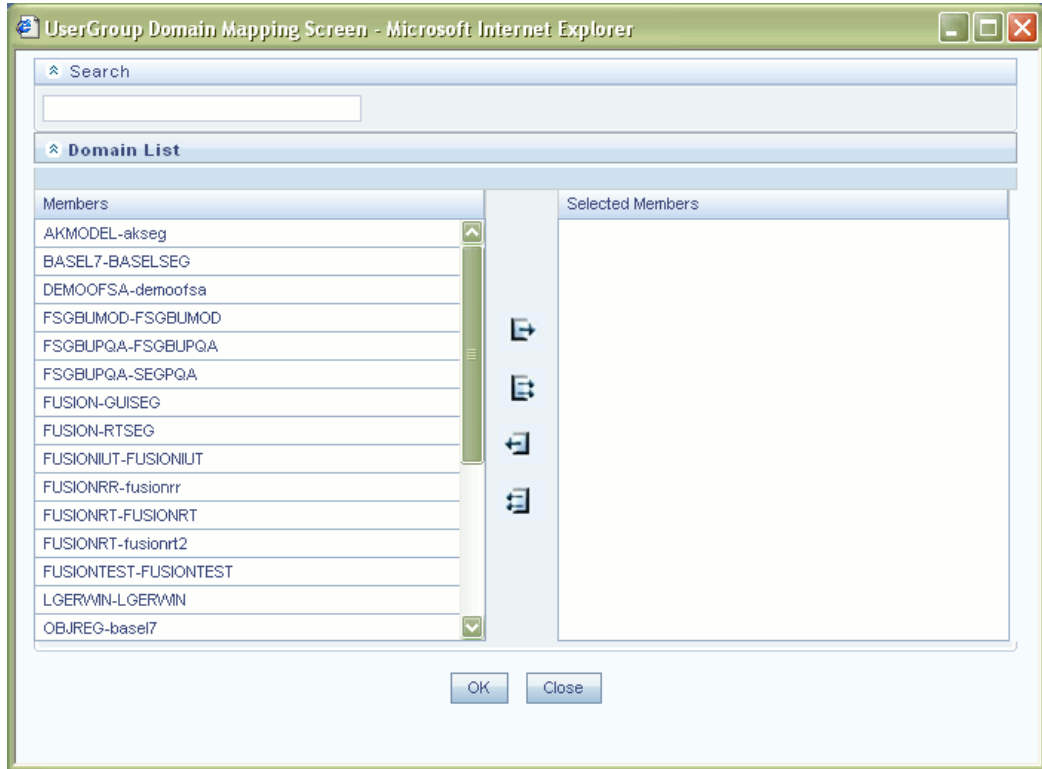 UserGroup Domain Mapping Screen - Microsoft Internet Explorer
Search
Domain List
Members
Selected Members
AKMODEL-akseg
BASEL7-BASELSEG
DEMOOFSA-demoofsa
FSGBUMOD-FSGBUMOD
FSGBUPQA-FSGBUPQA
FSGBUPQA-SEGPQA
FUSION-GUISEG
FUSION-RTSEG
FUSIONIUT-FUSIONIUT
FUSIONRR-fusionrr
FUSIONRT-FUSIONRT
FUSIONRT-fusionrt2
FUSIONTEST-FUSIONTEST
LGERWIN-LGERWIN
OBJREG-basel7
OK
Close